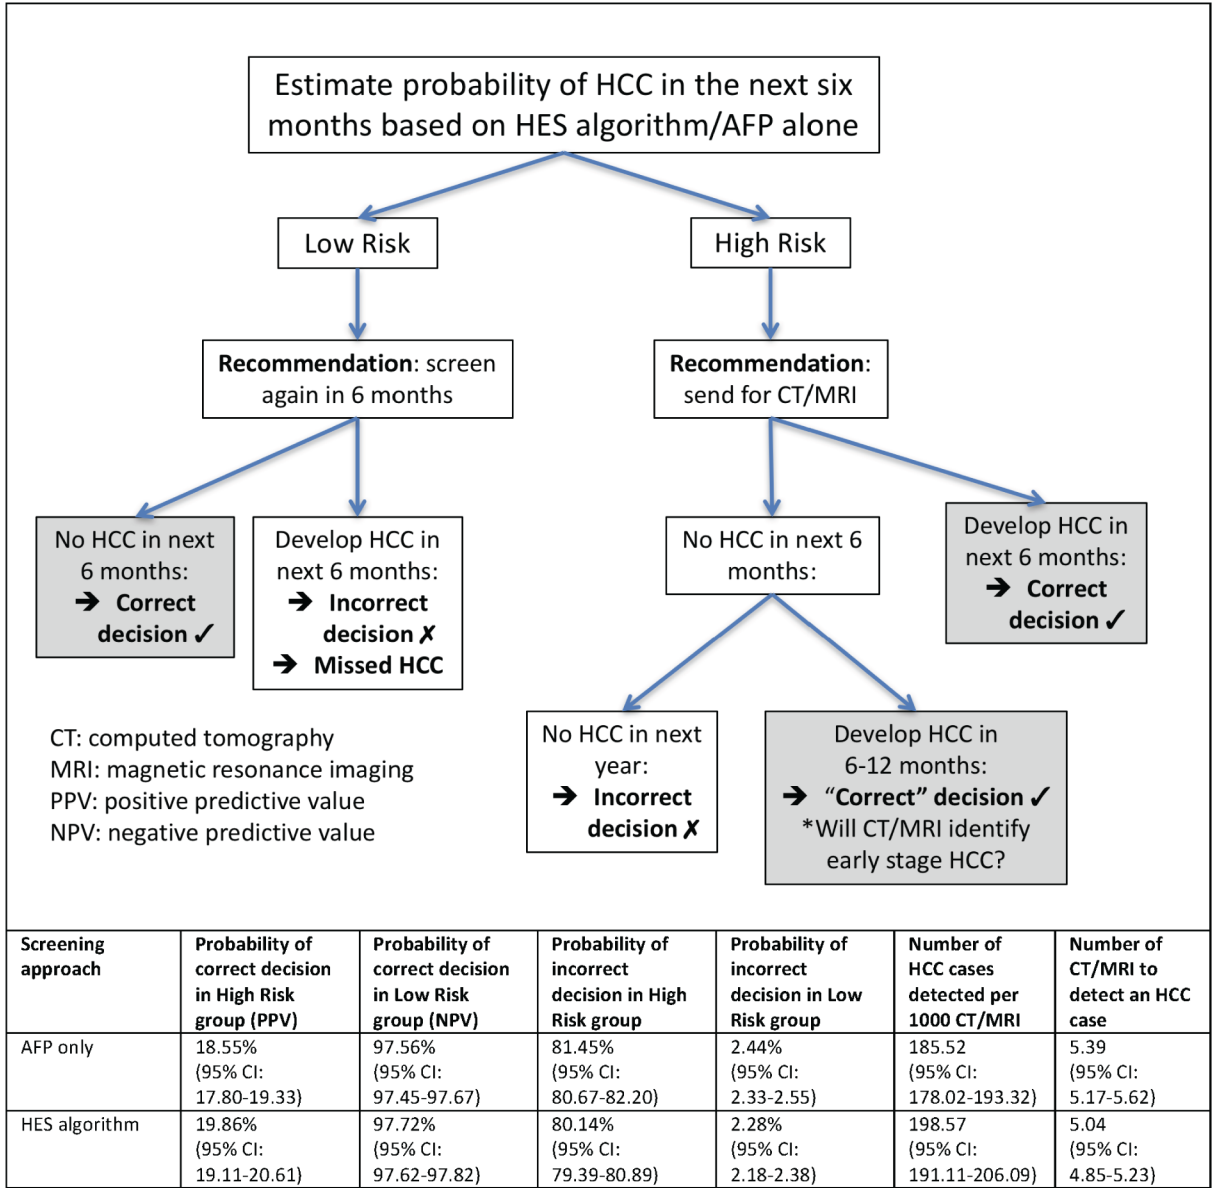 Estimate probability of HCC in the next six
months based on HES algorithm/AFP alone
Low Risk
High Risk
Recommendation: screen
again in 6 months
Recommendation:
send for CT/MRI
No HCC in next
6 months:
➔ Correct
decision ✓
Develop HCC in
next 6 months:
➔ Incorrect
decision ✗
➔ Missed HCC
No HCC in next 6
months:
Develop HCC in
next 6 months:
➔ Correct
decision ✓
No HCC in next
year:
➔ Incorrect
decision ✗
Develop HCC in
6-12 months:
➔ “Correct” decision ✓
*Will CT/MRI identify
early stage HCC?
CT: computed tomography
MRI: magnetic resonance imaging
PPV: positive predictive value
NPV: negative predictive value
Screening
approach
Probability of
correct decision
in High Risk
group (PPV)
Probability of
correct decision
in Low Risk
group (NPV)
Probability of
incorrect
decision in High
Risk group
Probability of
incorrect
decision in Low
Risk group
Number of
HCC cases
detected per
1000 CT/MRI
Number of
CT/MRI to
detect an HCC
case
AFP only
18.55%
(95% CI:
17.80-19.33)
97.56%
(95% CI:
97.45-97.67)
81.45%
(95% CI:
80.67-82.20)
2.44%
(95% CI:
2.33-2.55)
185.52
(95% CI:
178.02-193.32)
5.39
(95% CI:
5.17-5.62)
HES algorithm
19.86%
(95% CI:
19.11-20.61)
97.72%
(95% CI:
97.62-97.82)
80.14%
(95% CI:
79.39-80.89)
2.28%
(95% CI:
2.18-2.38)
198.57
(95% CI:
191.11-206.09)
5.04
(95% CI:
4.85-5.23)